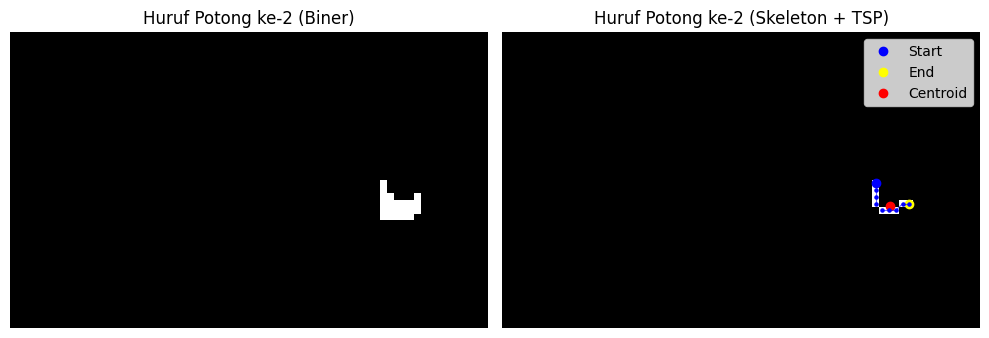 Huruf Potong ke-2 (Biner)
Huruf Potong ke-2 (Skeleton + TSP)
Start
End
Centroid